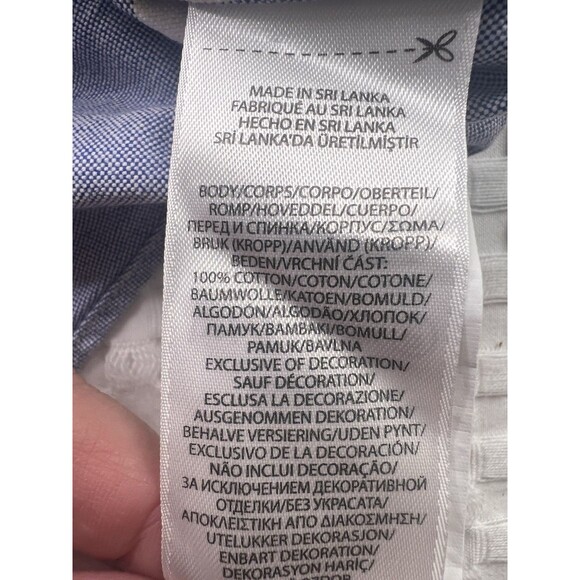 MADE IN SRI LANKA
FABRIQUÉ AU SRI LANKA
HECHO EN SRI LANKA
SRİ LANKA'DA ÜRETİLMİŞTİR
BODY/CORPS/CORPO/OBERTEIL/
ROMP/HOVEDDEL/CUERPO/
ПЕРЕД И СПИНКА/КОРПУС/ΣΩΜΑ/
BRUK (KROPP)/ANVÄND (KROPP)/
BEDEN/VRCHNÍ ČÁST:
100% COTTON/COTON/COTONE/
BAUMWOLLE/KATOEN/BOMULD/
ALGODÓN/ALGODÃO/ХЛОПОК/
ПАМУК/BAMBAKI/BOMULL/
PAMUK/BAVLNA
EXCLUSIVE OF DECORATION/
SAUF DÉCORATION/
ESCLUSA LA DECORAZIONE/
AUSGENOMMEN DEKORATION/
BEHALVE VERSIERING/UDEN PYNT/
EXCLUSIVO DE LA DECORACIÓN/
NÃO INCLUI DECORAÇÃO/
ЗА ИСКЛЮЧЕНИЕМ ДЕКОРАТИВНОЙ
ОТДЕЛКИ/БЕЗ УКРАСАТА/
ΑΠΟΚΛΕΙΣΤΙΚΗ ΑΠΟ ΔΙΑΚΟΣΜΗΣΗ/
UTELUKKER DEKORASJON/
ENBART DEKORATION/
DEKORASYON HARİÇ/